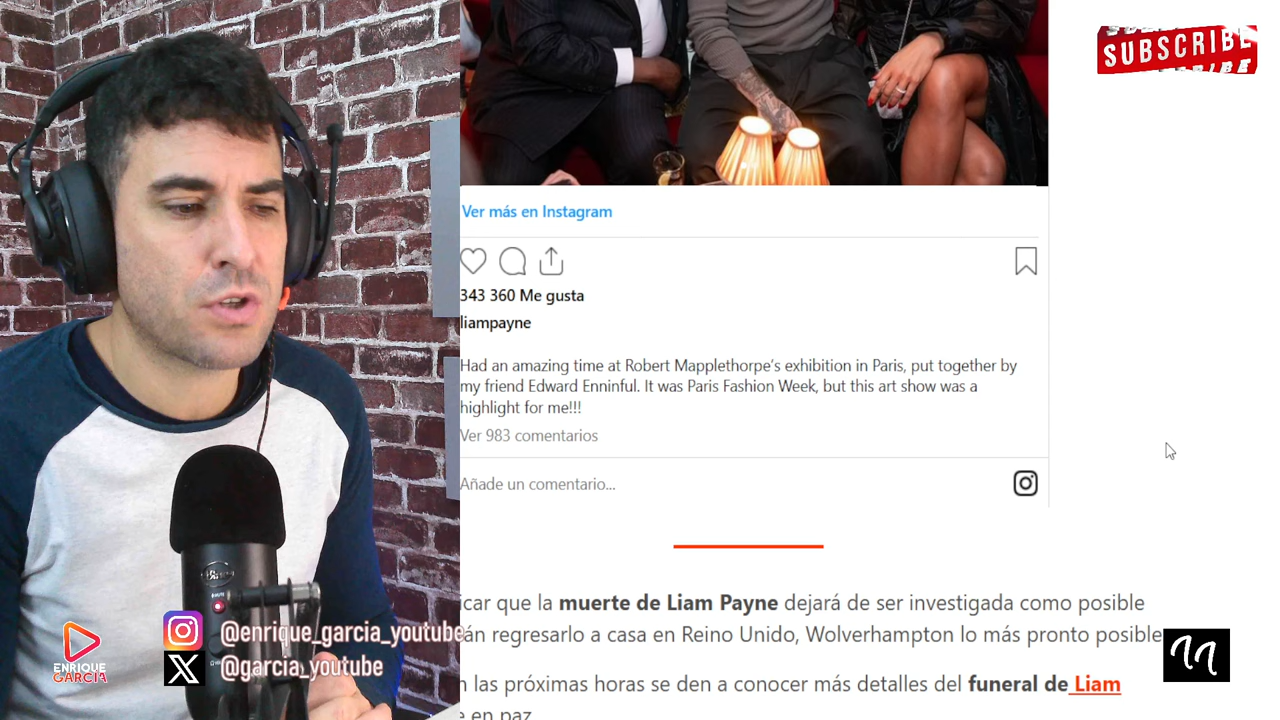 SUBSCRIBE
Ver más en Instagram
343 360 Me gusta
liampayne
Had an amazing time at Robert Mapplethorpe's exhibition in Paris, put together by
my friend Edward Enninful. It was Paris Fashion Week, but this art show was a
highlight for me!!!
Ver 983 comentarios
Añade un comentario...
car que la muerte de Liam Payne dejará de ser investigada como posible
án regresarlo a casa en Reino Unido, Wolverhampton lo más pronto posible
n las próximas horas se den a conocer más detalles del funeral de Liam
e en paz
@enrique_garcia_youtube
@garcia_youtube
ENRIQUE
GARCIA